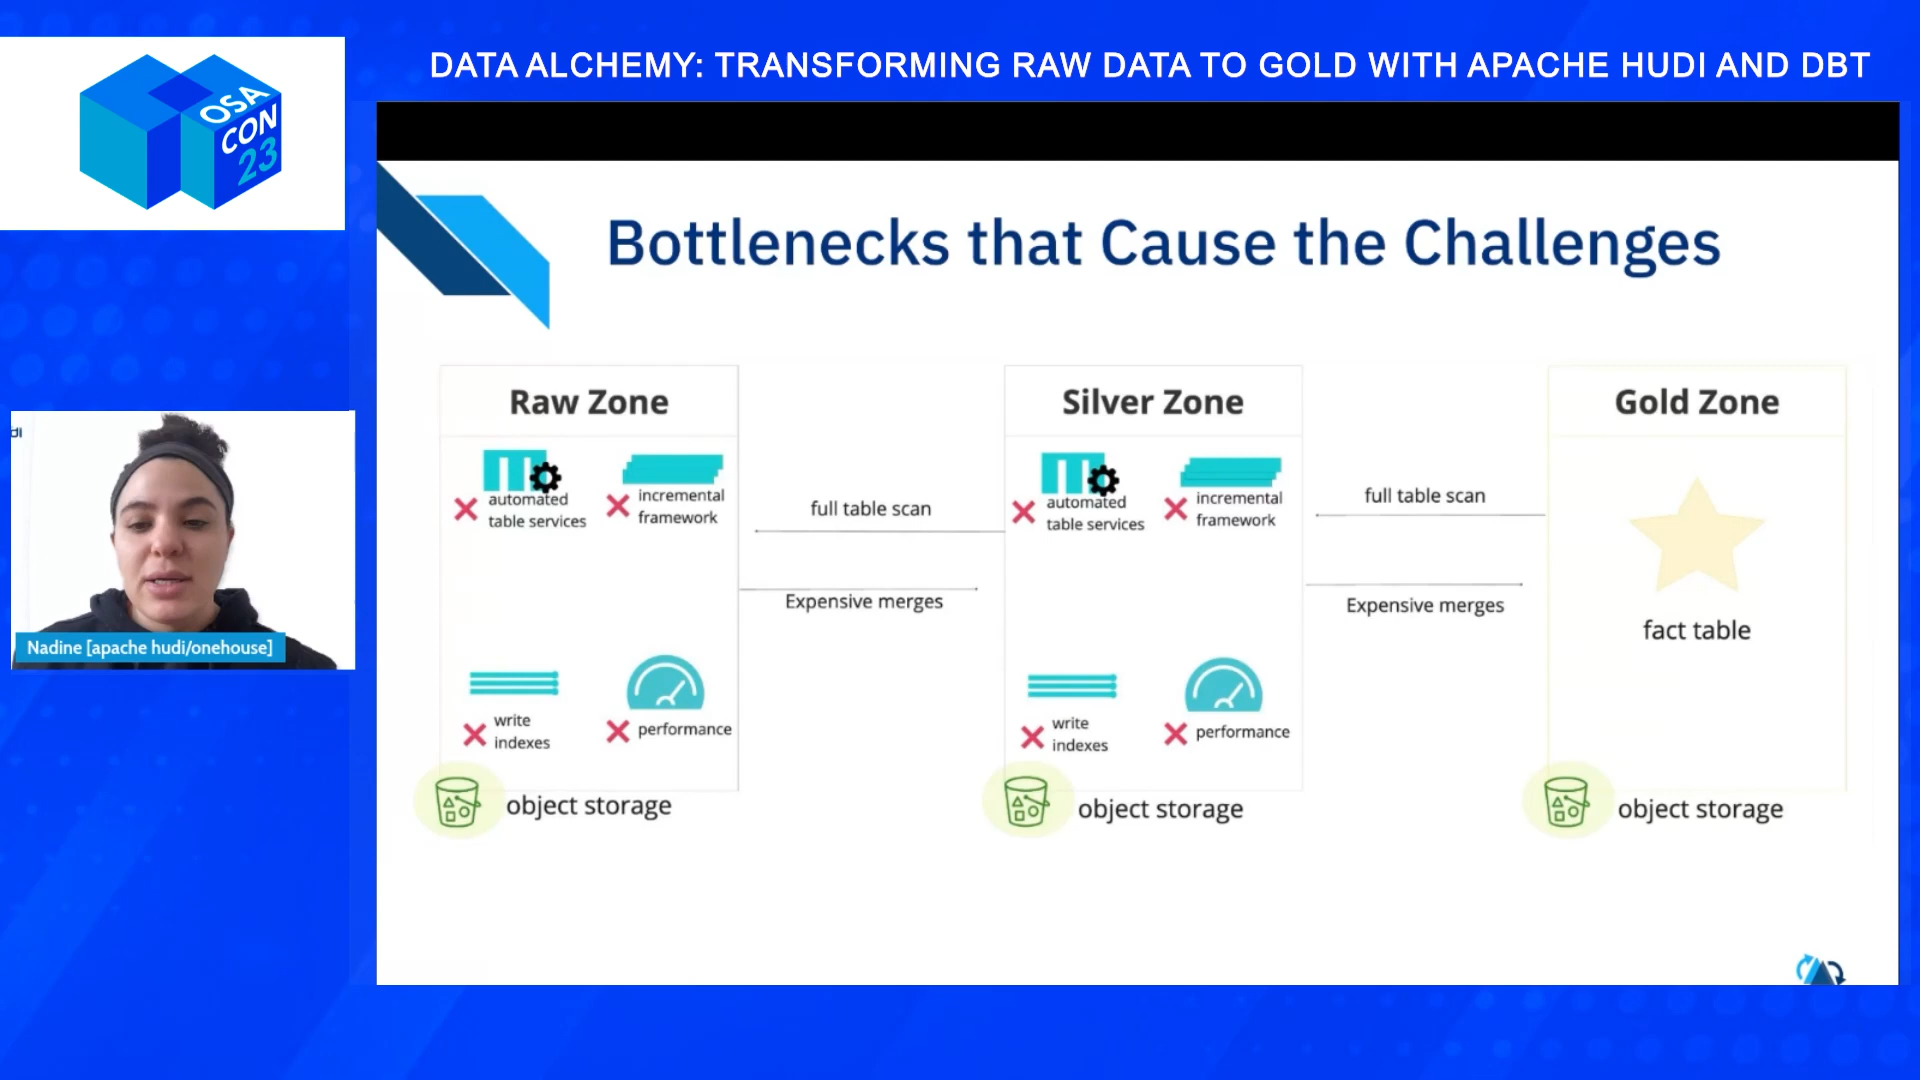 DATA ALCHEMY: TRANSFORMING RAW DATA TO GOLD WITH APACHE HUDI AND DBT
OSA
CON
23
di
Nadine [apache hudi/onehouse]
Bottlenecks that Cause the Challenges
Raw Zone
automated
table services
incremental
framework
write
indexes
performance
object storage
full table scan
Expensive merges
Silver Zone
automated
table services
incremental
framework
write
indexes
performance
object storage
full table scan
Expensive merges
Gold Zone
fact table
object storage